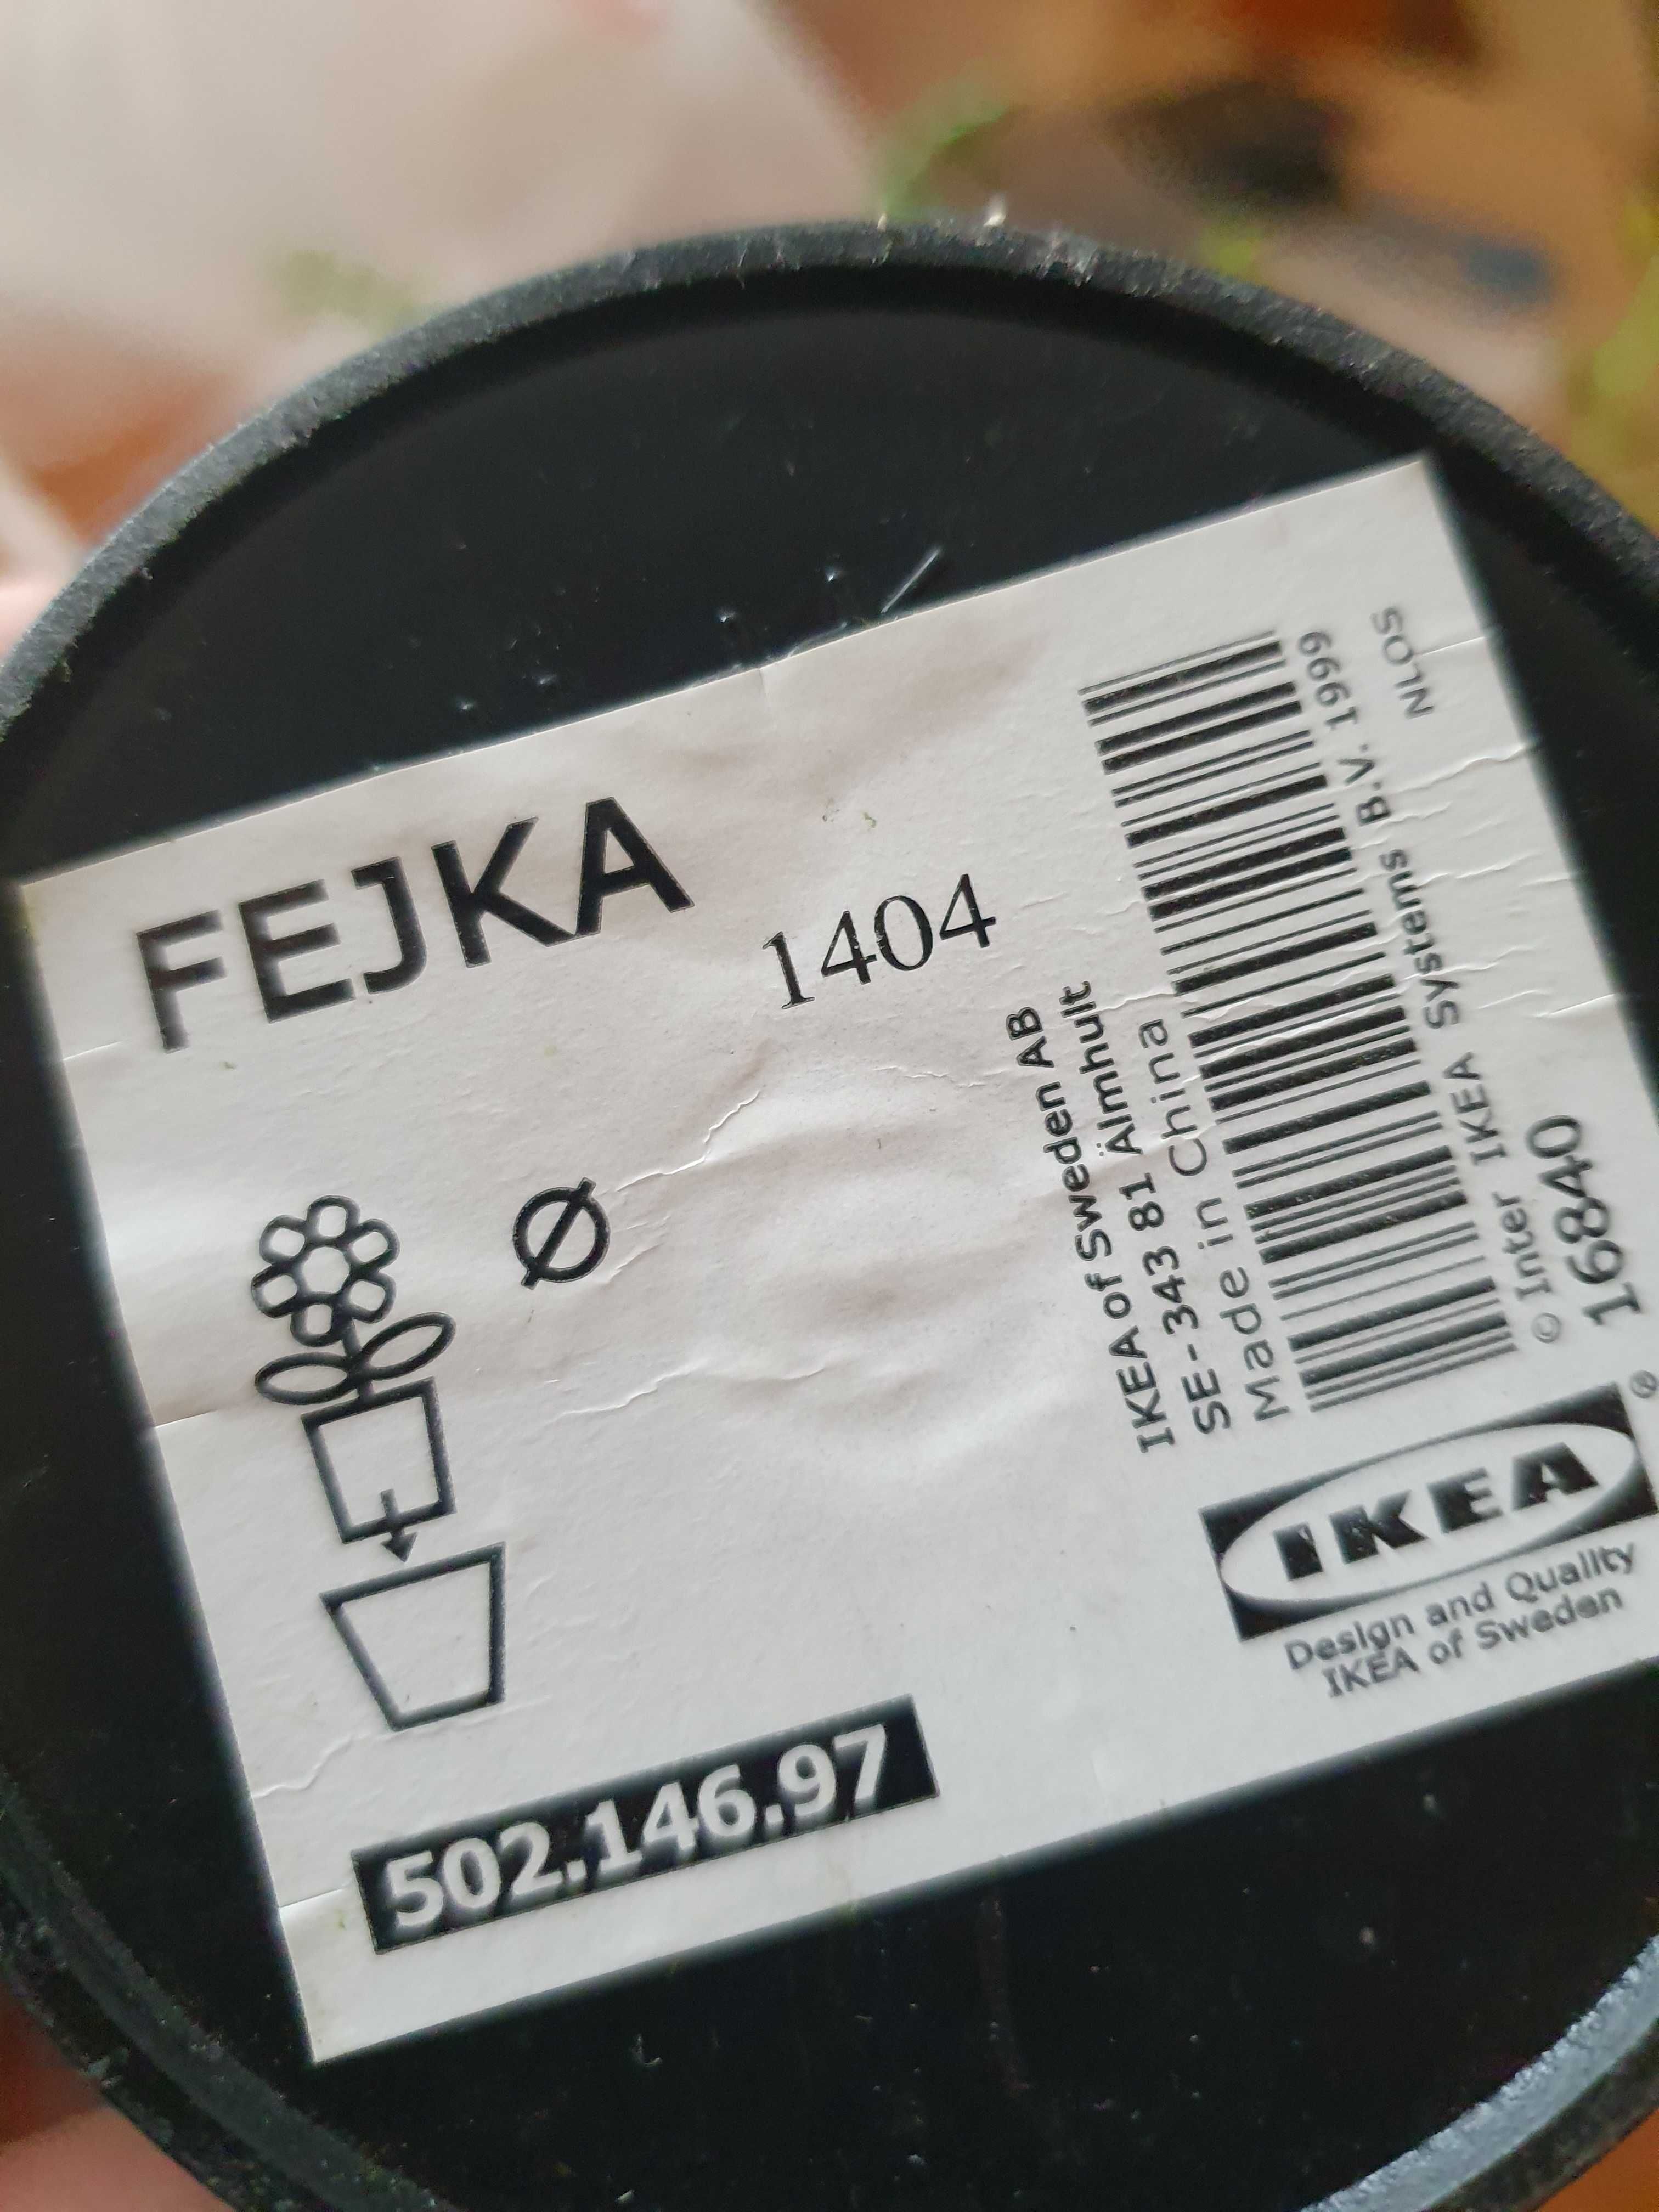 FEJKA
1404
Ø
IKEA of Sweden AB
SE - 343 81 Älmhult
Made in China
© Inter IKEA Systems B.V. 1999
16840
NLOS
IKEA®
Design and Quality
IKEA of Sweden
502.146.97